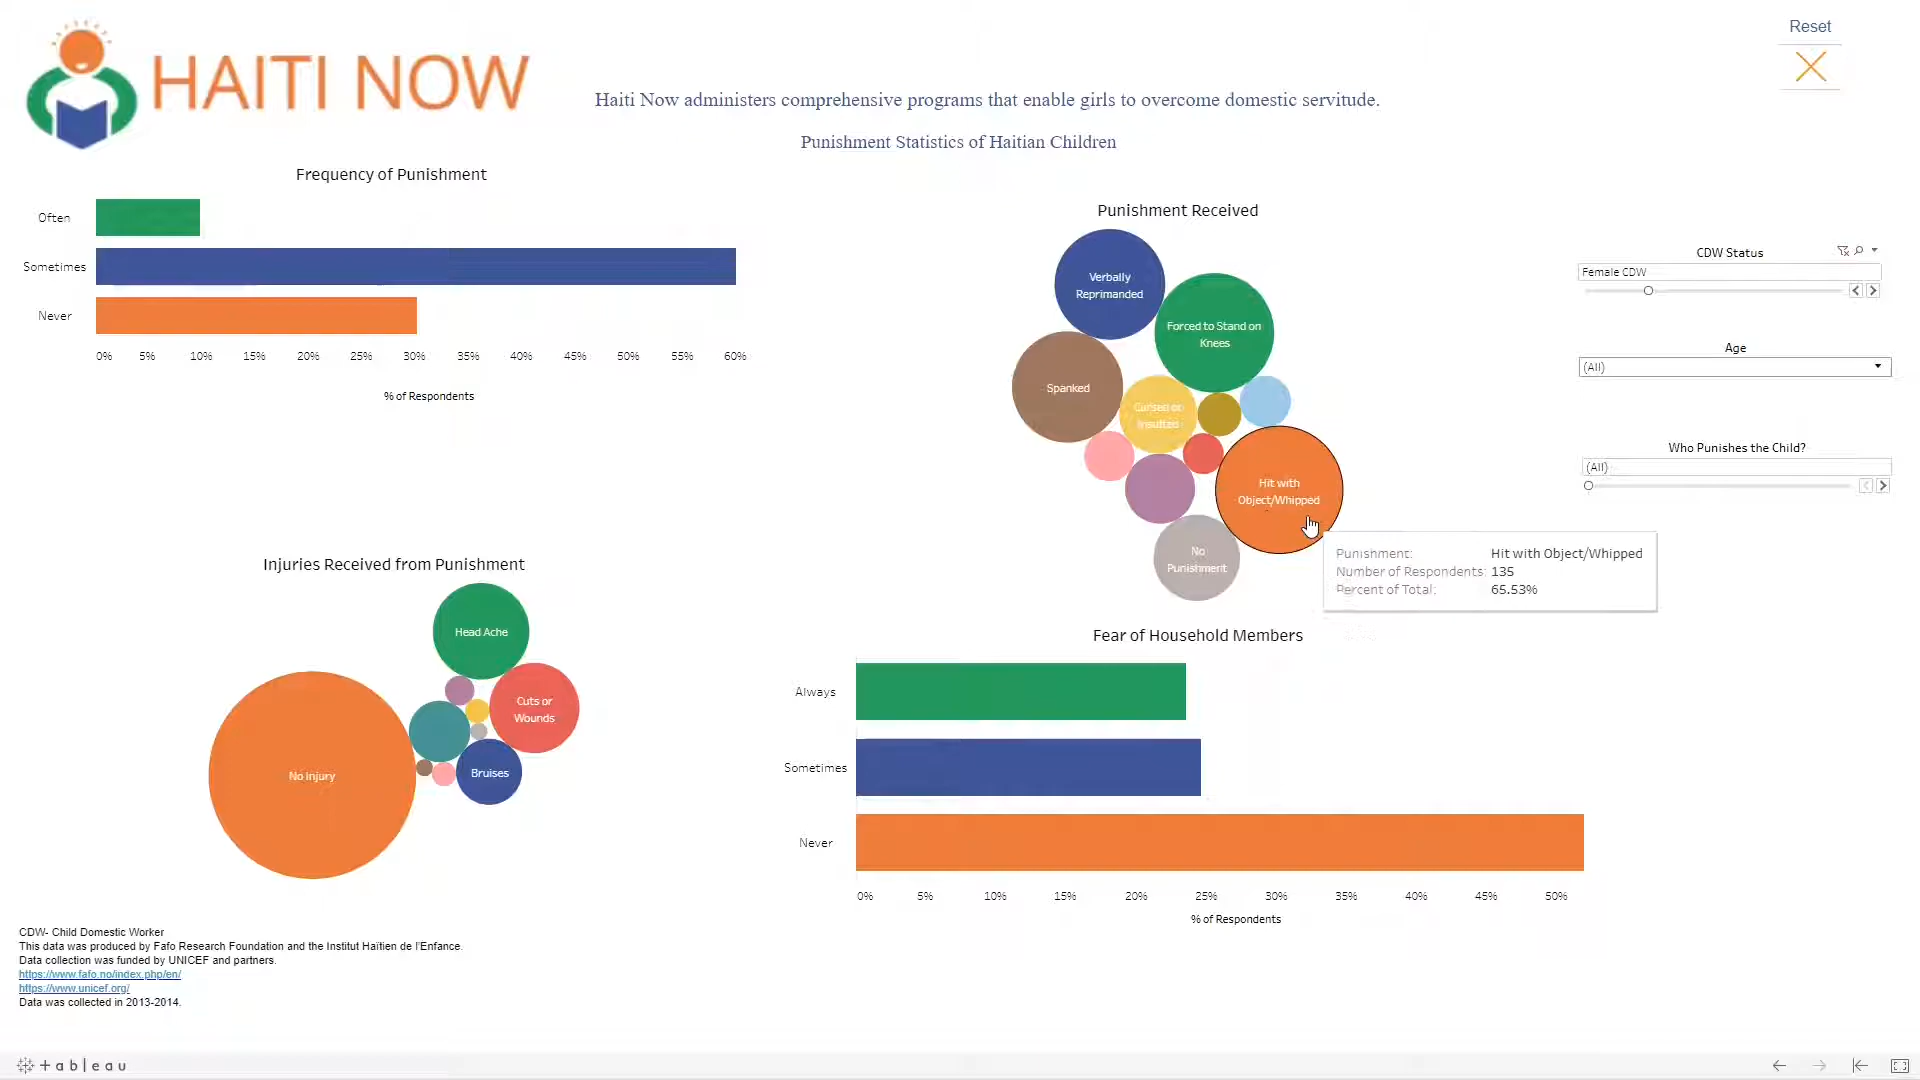 HAITI NOW
Reset
Haiti Now administers comprehensive programs that enable girls to overcome domestic servitude.
Punishment Statistics of Haitian Children
Frequency of Punishment
Often
Sometimes
Never
0% 5% 10% 15% 20% 25% 30% 35% 40% 45% 50% 55% 60%
% of Respondents
Punishment Received
Verbally
Reprimanded
Forced to Stand on
Knees
Spanked
Cursed or
Insulted
Hit with
Object/Whipped
No
Punishment
Punishment: Hit with Object/Whipped
Number of Respondents: 135
Percent of Total: 65.53%
CDW Status
Female CDW
Age
(All)
Who Punishes the Child?
(All)
Injuries Received from Punishment
Head Ache
Cuts or
Wounds
No Injury
Bruises
Fear of Household Members
Always
Sometimes
Never
0% 5% 10% 15% 20% 25% 30% 35% 40% 45% 50%
% of Respondents
CDW- Child Domestic Worker
This data was produced by Fafo Research Foundation and the Institut Haïtien de l'Enfance.
Data collection was funded by UNICEF and partners.
https://www.fafo.no/index.php/en/
https://www.unicef.org/
Data was collected in 2013-2014.
+ a b l e a u